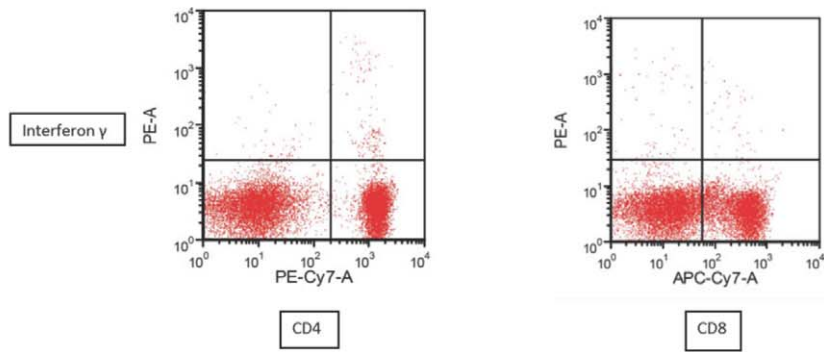 Interferon γ
PE-A
10⁴
10³
10²
10¹
10⁰
10⁰ 10¹ 10² 10³ 10⁴
PE-Cy7-A
CD4
PE-A
10⁴
10³
10²
10¹
10⁰
10⁰ 10¹ 10² 10³ 10⁴
APC-Cy7-A
CD8